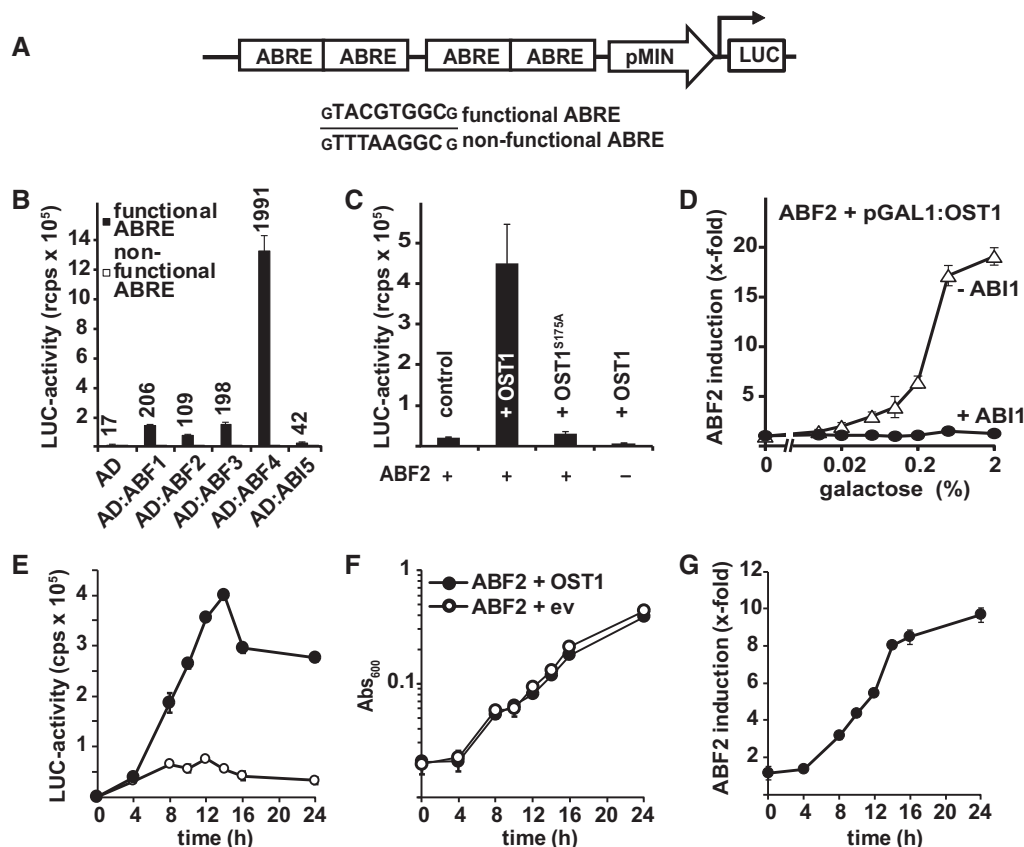 A
ABRE ABRE ABRE ABRE pMIN LUC
GTACGTGGCG functional ABRE
GTTTAAGGC G non-functional ABRE
B
LUC-activity (rcps x 10⁵)
14
12
10
8
6
4
2
■ functional
ABRE
non-
□ functional
ABRE
17
206
109
198
1991
42
AD
AD:ABF1
AD:ABF2
AD:ABF3
AD:ABF4
AD:ABI5
C
LUC-activity (rcps x 10⁵)
5
4
3
2
1
control
+ OST1
+ OST1S175A
+ OST1
ABF2 + + + –
D
ABF2 + pGAL1:OST1
ABF2 induction (x-fold)
20
15
10
5
0
- ABI1
+ ABI1
0 0.02 0.2 2
galactose (%)
E
LUC-activity (cps x 10⁵)
4
3
2
1
0 4 8 12 16 20 24
time (h)
F
ABF2 + OST1
ABF2 + ev
Abs600
1
0.1
0 4 8 12 16 20 24
time (h)
G
ABF2 induction (x-fold)
12
10
8
6
4
2
0 4 8 12 16 20 24
time (h)